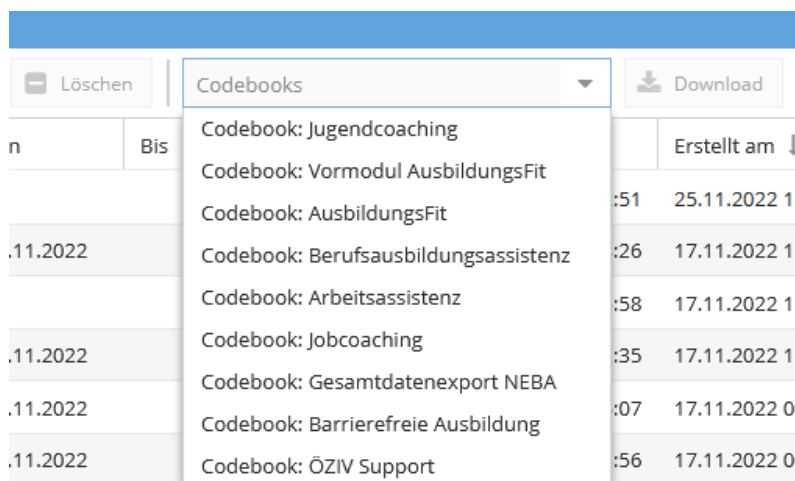 Löschen
Codebooks
Download
n
Bis
Erstellt am
Codebook: Jugendcoaching
Codebook: Vormodul AusbildungsFit
:51 25.11.2022 1
Codebook: AusbildungsFit
.11.2022
Codebook: Berufsausbildungsassistenz
:26 17.11.2022 1
Codebook: Arbeitsassistenz
:58 17.11.2022 1
Codebook: Jobcoaching
.11.2022
:35 17.11.2022 1
Codebook: Gesamtdatenexport NEBA
.11.2022
:07 17.11.2022 0
Codebook: Barrierefreie Ausbildung
.11.2022
Codebook: ÖZIV Support
:56 17.11.2022 0